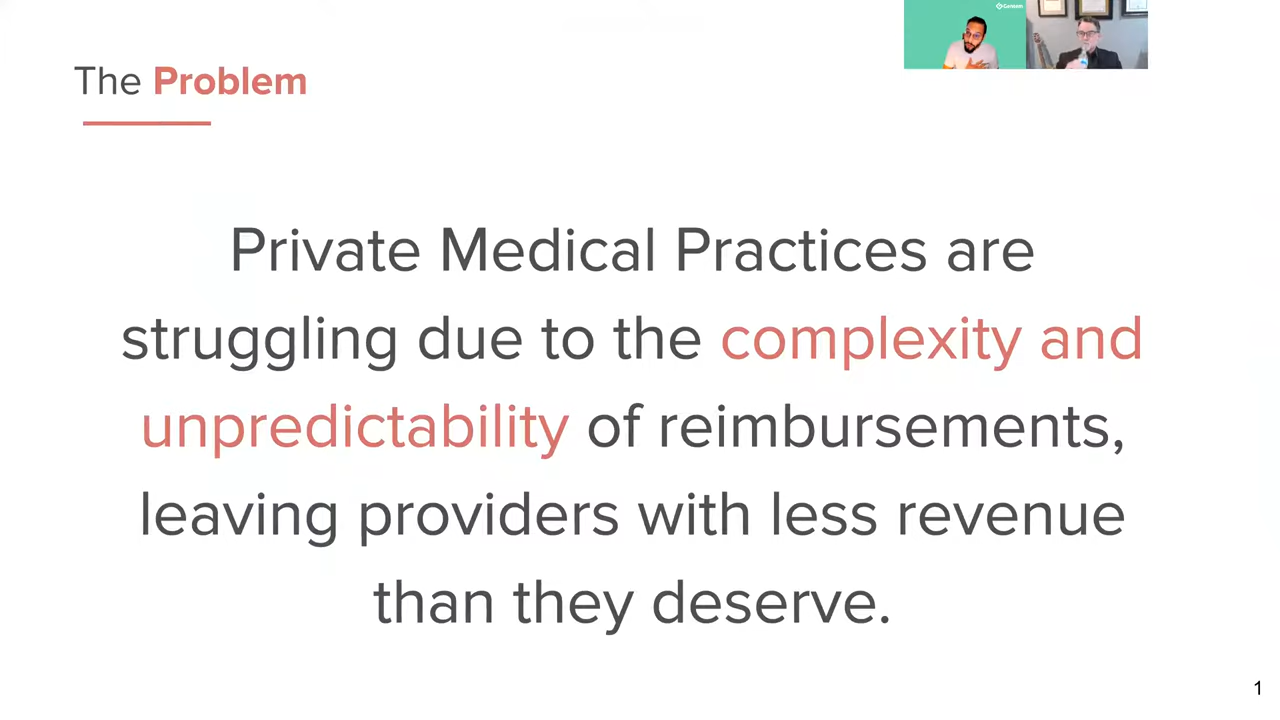 The Problem
Private Medical Practices are
struggling due to the complexity and
unpredictability of reimbursements,
leaving providers with less revenue
than they deserve.
1